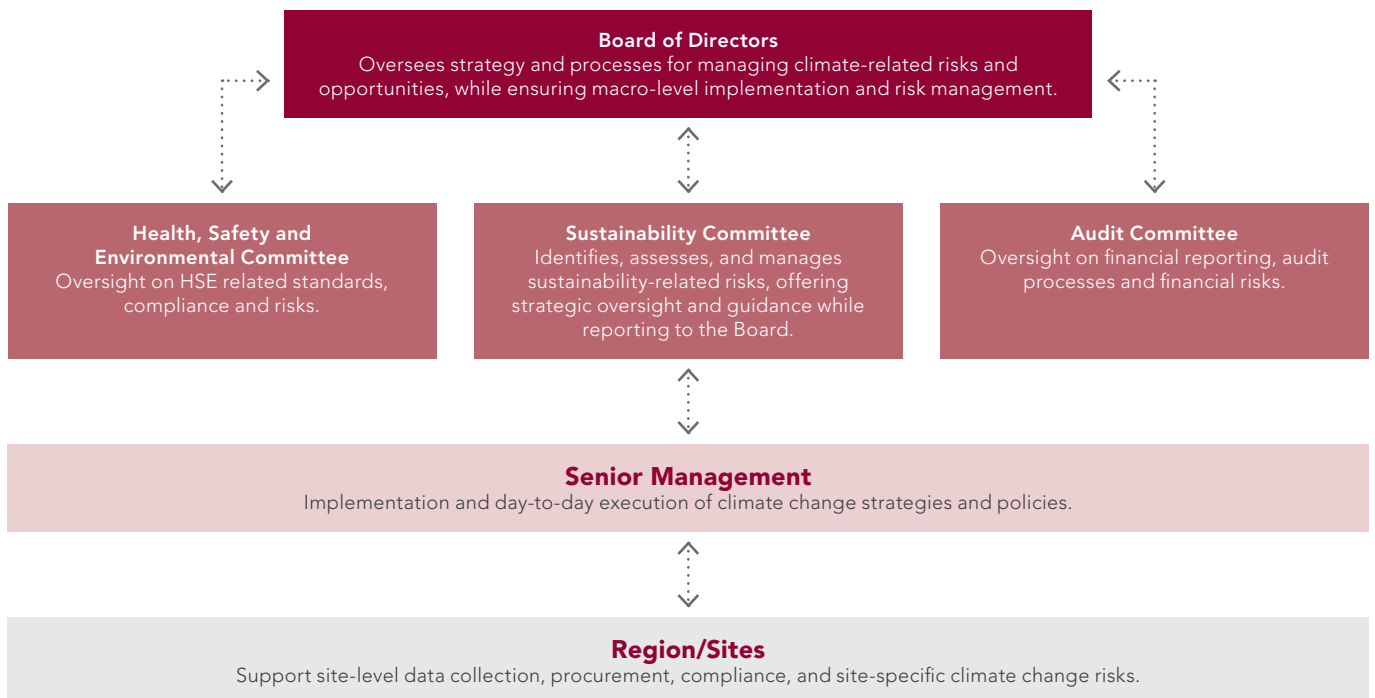 Board of Directors
Oversees strategy and processes for managing climate-related risks and
opportunities, while ensuring macro-level implementation and risk management.
Health, Safety and
Environmental Committee
Oversight on HSE related standards,
compliance and risks.
Sustainability Committee
Identifies, assesses, and manages
sustainability-related risks, offering
strategic oversight and guidance while
reporting to the Board.
Audit Committee
Oversight on financial reporting, audit
processes and financial risks.
Senior Management
Implementation and day-to-day execution of climate change strategies and policies.
Region/Sites
Support site-level data collection, procurement, compliance, and site-specific climate change risks.